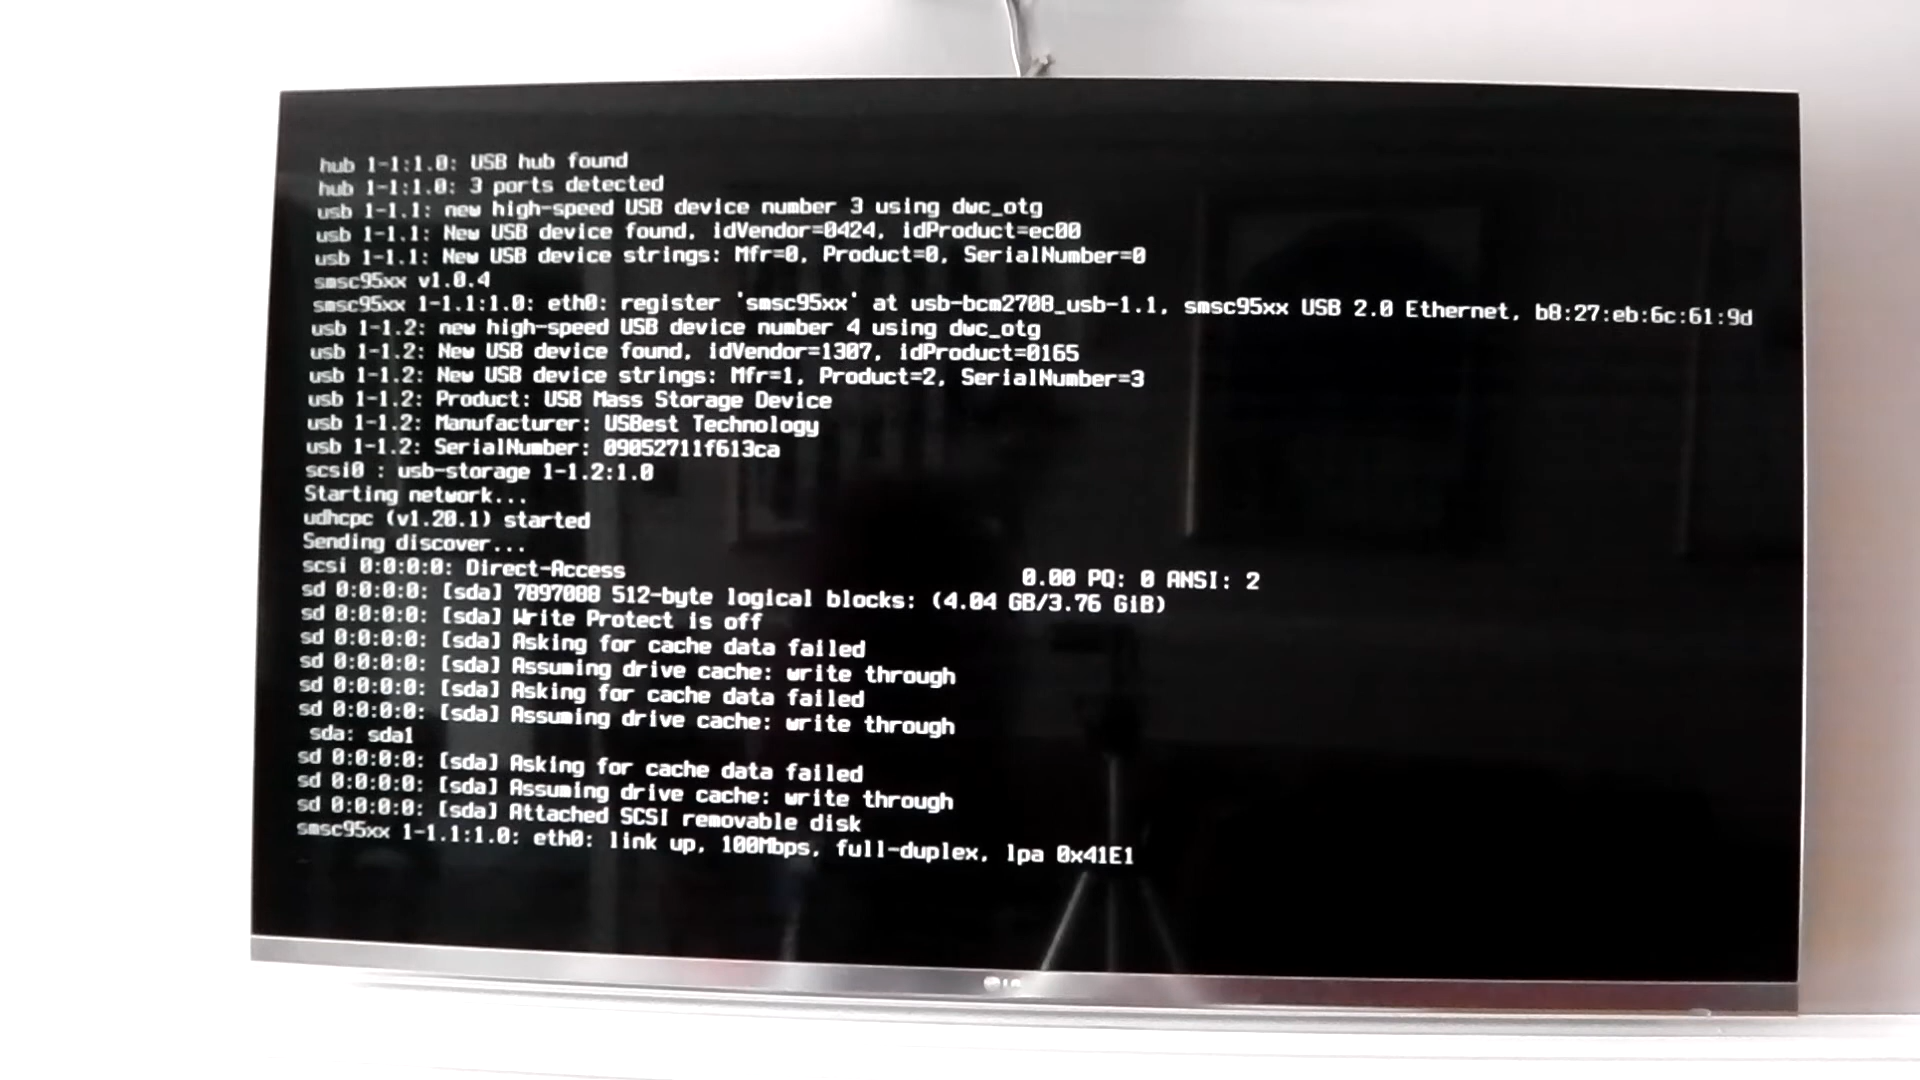 hub 1-1:1.0: USB hub found
hub 1-1:1.0: 3 ports detected
usb 1-1.1: new high-speed USB device number 3 using dwc_otg
usb 1-1.1: New USB device found, idVendor=0424, idProduct=ec00
usb 1-1.1: New USB device strings: Mfr=0, Product=0, SerialNumber=0
smsc95xx v1.0.4
smsc95xx 1-1.1:1.0: eth0: register 'smsc95xx' at usb-bcm2708_usb-1.1, smsc95xx USB 2.0 Ethernet, b8:27:eb:6c:61:9d
usb 1-1.2: new high-speed USB device number 4 using dwc_otg
usb 1-1.2: New USB device found, idVendor=1307, idProduct=0165
usb 1-1.2: New USB device strings: Mfr=1, Product=2, SerialNumber=3
usb 1-1.2: Product: USB Mass Storage Device
usb 1-1.2: Manufacturer: USBest Technology
usb 1-1.2: SerialNumber: 09052711f613ca
scsi0 : usb-storage 1-1.2:1.0
Starting network...
udhcpc (v1.20.1) started
Sending discover...
scsi 0:0:0:0: Direct-Access 0.00 PQ: 0 ANSI: 2
sd 0:0:0:0: [sda] 7897088 512-byte logical blocks: (4.04 GB/3.76 GiB)
sd 0:0:0:0: [sda] Write Protect is off
sd 0:0:0:0: [sda] Asking for cache data failed
sd 0:0:0:0: [sda] Assuming drive cache: write through
sd 0:0:0:0: [sda] Asking for cache data failed
sd 0:0:0:0: [sda] Assuming drive cache: write through
sda: sda1
sd 0:0:0:0: [sda] Asking for cache data failed
sd 0:0:0:0: [sda] Assuming drive cache: write through
sd 0:0:0:0: [sda] Attached SCSI removable disk
smsc95xx 1-1.1:1.0: eth0: link up, 100Mbps, full-duplex, lpa 0x41E1
LG